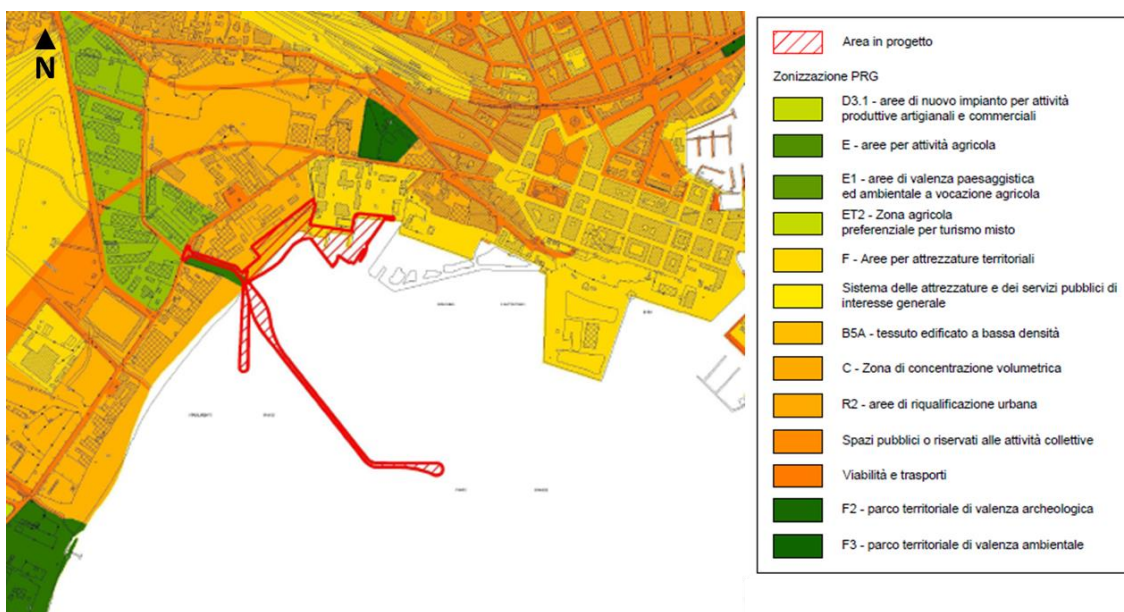 N
Area in progetto
Zonizzazione PRG
D3.1 - aree di nuovo impianto per attività
produttive artigianali e commerciali
E - aree per attività agricola
E1 - aree di valenza paesaggistica
ed ambientale a vocazione agricola
ET2 - Zona agricola
preferenziale per turismo misto
F - Aree per attrezzature territoriali
Sistema delle attrezzature e dei servizi pubblici di
interesse generale
B5A - tessuto edificato a bassa densità
C - Zona di concentrazione volumetrica
R2 - aree di riqualificazione urbana
Spazi pubblici o riservati alle attività collettive
Viabilità e trasporti
F2 - parco territoriale di valenza archeologica
F3 - parco territoriale di valenza ambientale